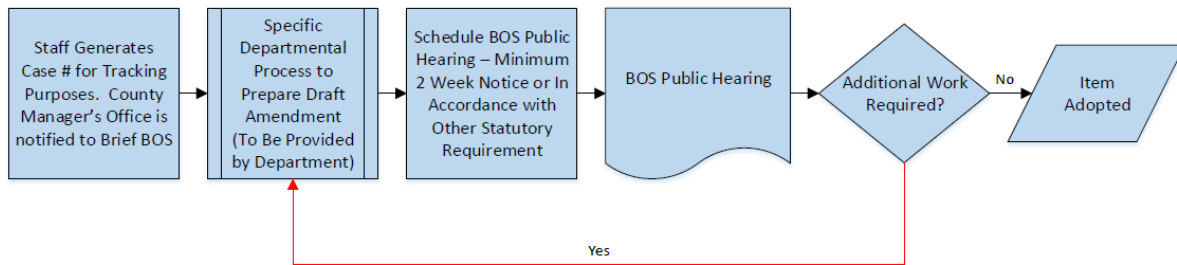 Staff Generates
Case # for Tracking
Purposes.  County
Manager's Office is
notified to Brief BOS
Specific
Departmental
Process to
Prepare Draft
Amendment
(To Be Provided
by Department)
Schedule BOS Public
Hearing – Minimum
2 Week Notice or In
Accordance with
Other Statutory
Requirement
BOS Public Hearing
Additional Work
Required?
No
Item
Adopted
Yes